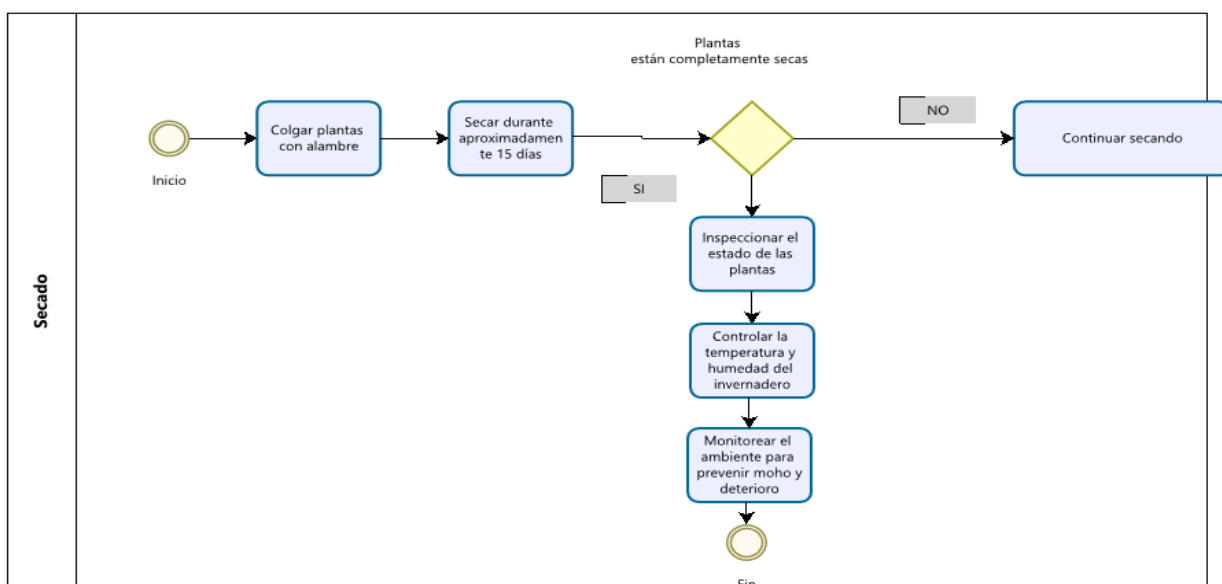 Plantas
están completamente secas
Secado
Inicio
Colgar plantas
con alambre
Secar durante
aproximadamen
te 15 días
NO
Continuar secando
SI
Inspeccionar el
estado de las
plantas
Controlar la
temperatura y
humedad del
invernadero
Monitorear el
ambiente para
prevenir moho y
deterioro
Fin